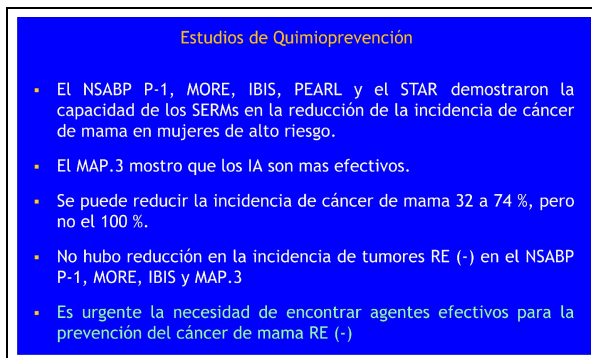 Estudios de Quimioprevención
▪ El NSABP P-1, MORE, IBIS, PEARL y el STAR demostraron la
capacidad de los SERMs en la reducción de la incidencia de cáncer
de mama en mujeres de alto riesgo.
▪ El MAP.3 mostro que los IA son mas efectivos.
▪ Se puede reducir la incidencia de cáncer de mama 32 a 74 %, pero
no el 100 %.
▪ No hubo reducción en la incidencia de tumores RE (-) en el NSABP
P-1, MORE, IBIS y MAP.3
▪ Es urgente la necesidad de encontrar agentes efectivos para la
prevención del cáncer de mama RE (-)